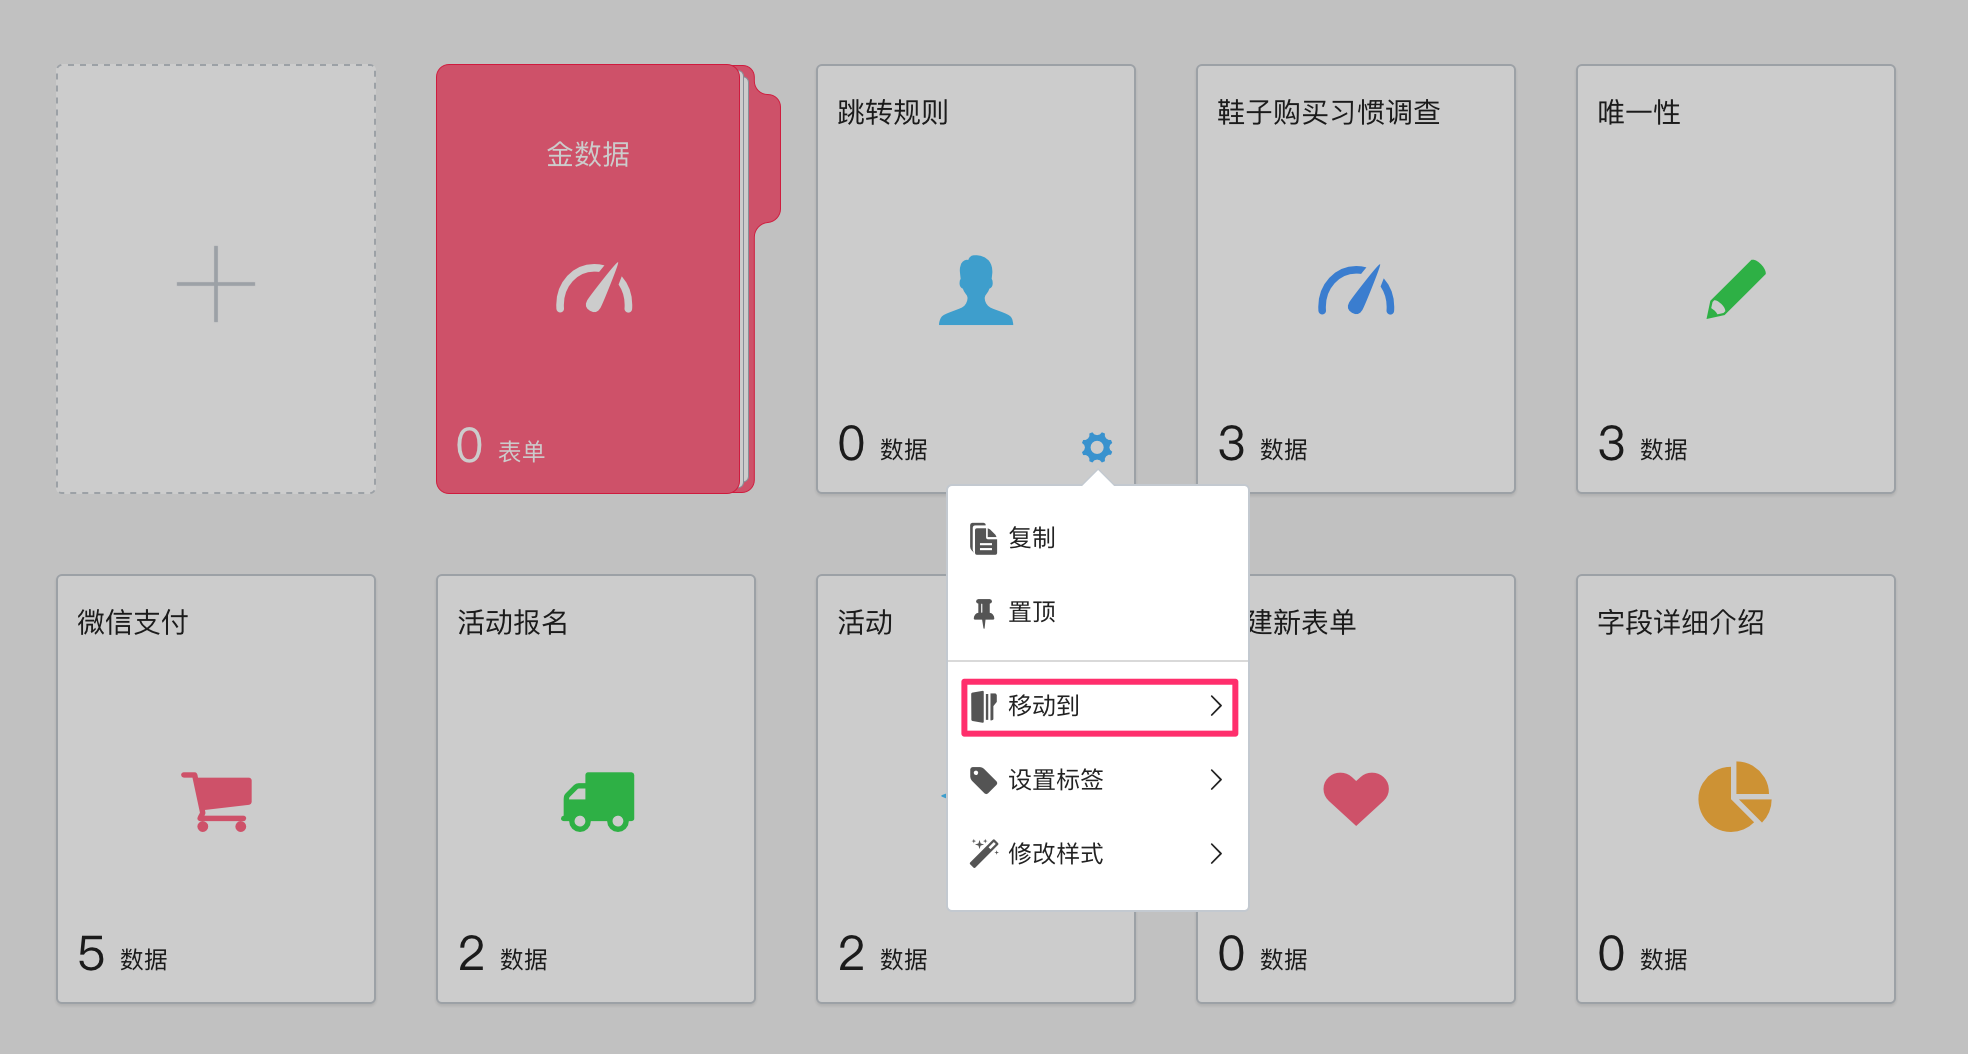 金数据
0 表单
跳转规则
0 数据
鞋子购买习惯调查
3 数据
唯一性
3 数据
复制
置顶
移动到
设置标签
修改样式
微信支付
5 数据
活动报名
2 数据
活动
2 数据
建新表单
0 数据
字段详细介绍
0 数据